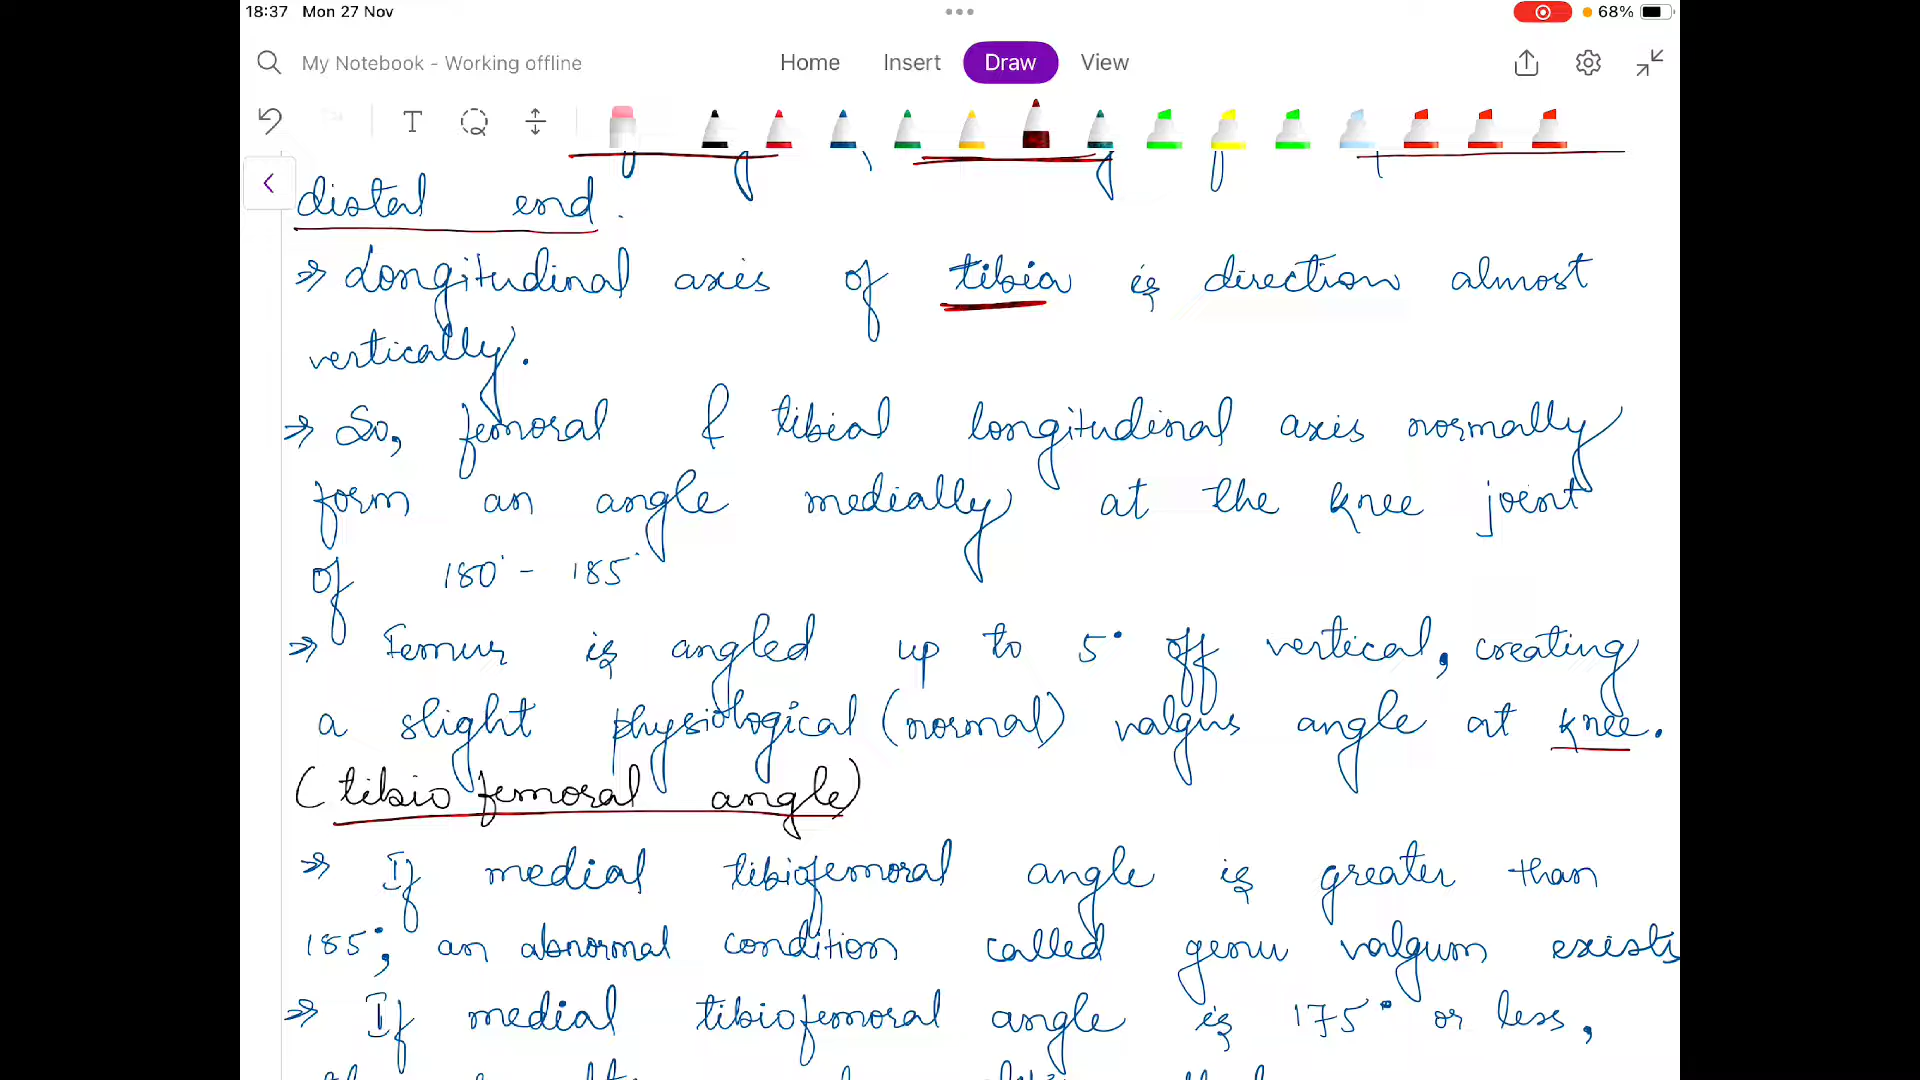 18:37 Mon 27 Nov
68%
My Notebook - Working offline
Home Insert Draw View
T
distal end.
⇒ Longitudinal axis of tibia is direction almost
vertically.
⇒ So, femoral & tibial longitudinal axis normally
form an angle medially at the knee joint
of 180° - 185°
⇒ Femur is angled up to 5° off vertical, creating
a slight physiological (normal) valgus angle at knee.
(tibio femoral angle)
⇒ If medial tibiofemoral angle is greater than
185°, an abnormal condition called genu valgum exists
⇒ If medial tibiofemoral angle is 175° or less,